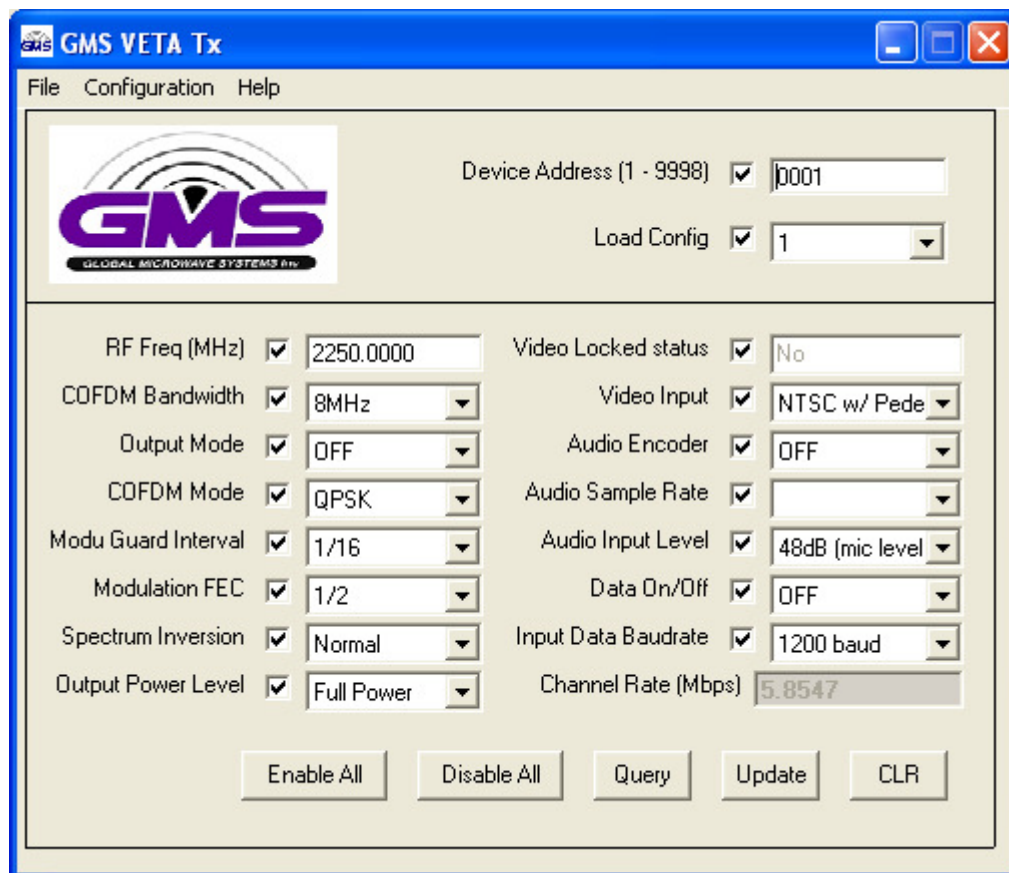 GMS GMS VETA Tx
File Configuration Help
GMS
GLOBAL MICROWAVE SYSTEMS Inc
Device Address (1 - 9998) 0001
Load Config 1
RF Freq (MHz) 2250.0000 Video Locked status No
COFDM Bandwidth 8MHz Video Input NTSC w/ Pede
Output Mode OFF Audio Encoder OFF
COFDM Mode QPSK Audio Sample Rate
Modu Guard Interval 1/16 Audio Input Level 48dB (mic level
Modulation FEC 1/2 Data On/Off OFF
Spectrum Inversion Normal Input Data Baudrate 1200 baud
Output Power Level Full Power Channel Rate (Mbps) 5.8547
Enable All Disable All Query Update CLR